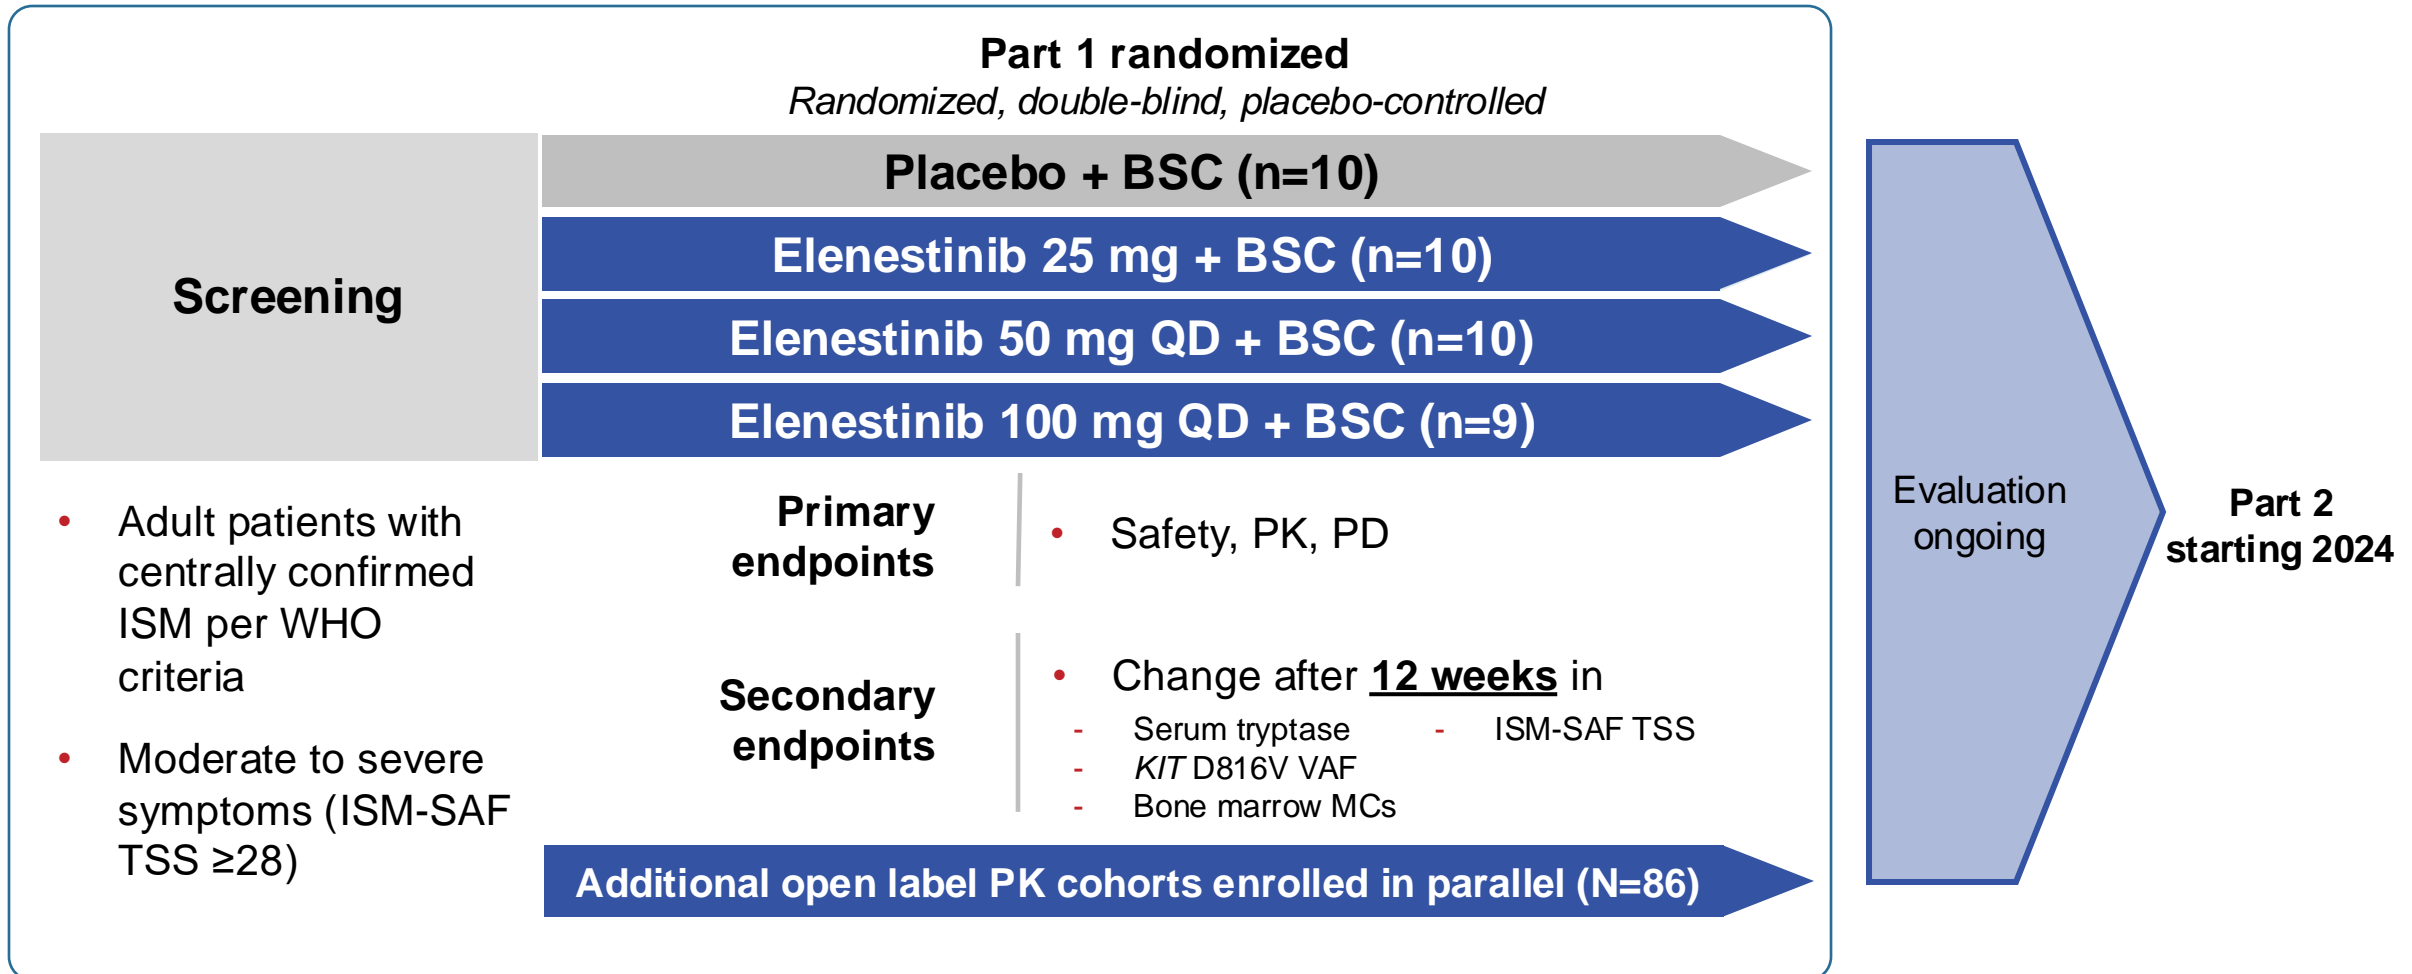 Part 1 randomized
Randomized, double-blind, placebo-controlled
Screening
Placebo + BSC (n=10)
Elenestinib 25 mg + BSC (n=10)
Elenestinib 50 mg QD + BSC (n=10)
Elenestinib 100 mg QD + BSC (n=9)
• Adult patients with
centrally confirmed
ISM per WHO
criteria
• Moderate to severe
symptoms (ISM-SAF
TSS ≥28)
Primary
endpoints
• Safety, PK, PD
Secondary
endpoints
• Change after 12 weeks in
- Serum tryptase
- KIT D816V VAF
- Bone marrow MCs
- ISM-SAF TSS
Additional open label PK cohorts enrolled in parallel (N=86)
Evaluation
ongoing
Part 2
starting 2024